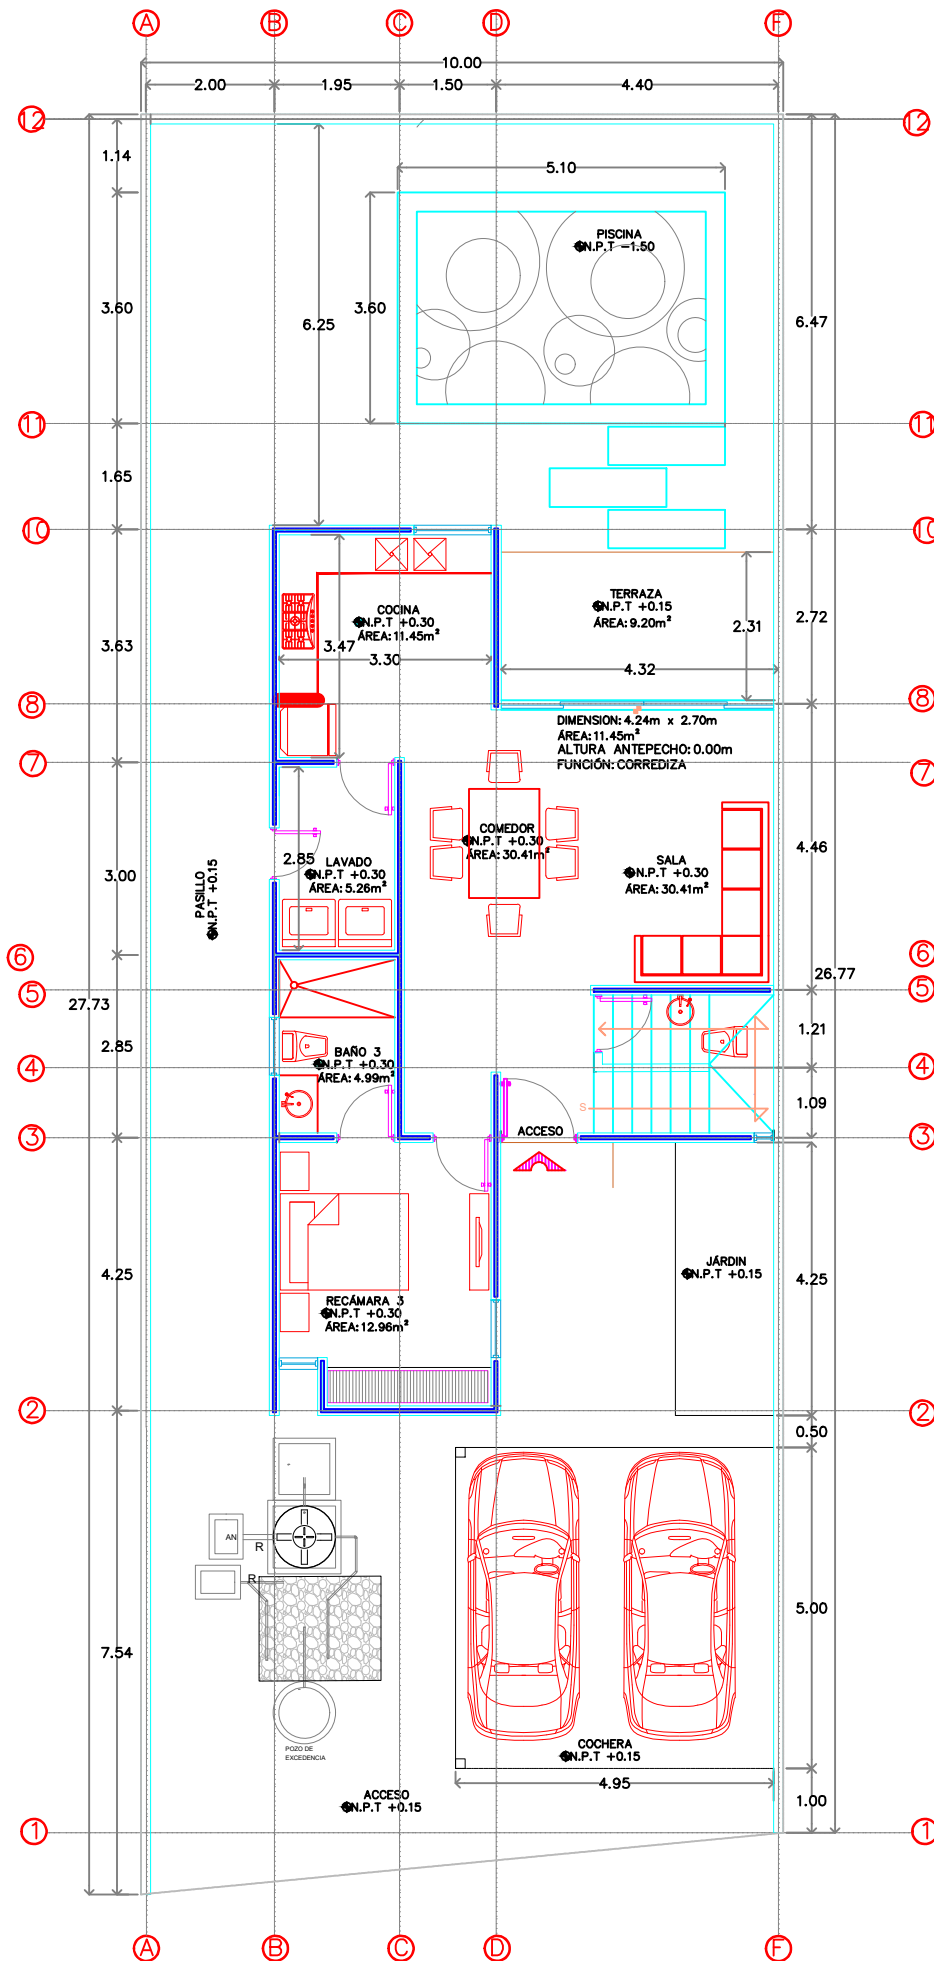 A B C D F
10.00
2.00 1.95 1.50 4.40
12 12
1.14
5.10
PISCINA
N.P.T -1.50
3.60 6.25 3.60 6.47
11 11
1.65
10 10
TERRAZA
N.P.T +0.15
ÁREA: 9.20m²
COCINA
N.P.T +0.30
ÁREA: 11.45m²
3.63 3.47 3.30 2.31 2.72
4.32
8 8
DIMENSION: 4.24m x 2.70m
ÁREA: 11.45m²
ALTURA ANTEPECHO: 0.00m
FUNCIÓN: CORREDIZA
7 7
COMEDOR
N.P.T +0.30
ÁREA: 30.41m²
4.46
2.85
LAVADO
N.P.T +0.30
ÁREA: 5.26m²
SALA
N.P.T +0.30
ÁREA: 30.41m²
3.00
PASILLO
N.P.T +0.15
6 6
26.77
5 5
27.73
1.21
2.85
BAÑO 3
N.P.T +0.30
ÁREA: 4.99m²
4 4
1.09
S
ACCESO
3 3
JÁRDIN
N.P.T +0.15
4.25 4.25
RECÁMARA 3
N.P.T +0.30
ÁREA: 12.96m²
2 2
0.50
AN
R
R
5.00
7.54
POZO DE
EXCEDENCIA
COCHERA
N.P.T +0.15
4.95
ACCESO
N.P.T +0.15
1.00
1 1
A B C D F